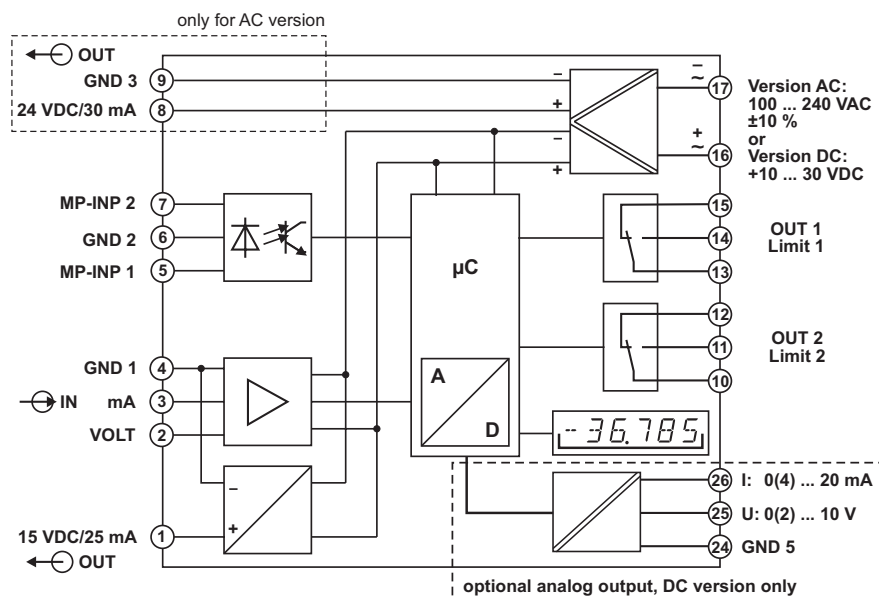 only for AC version
OUT
GND 3
9
24 VDC/30 mA
8
–
+
–
+
–
~
17
+
~
16
Version AC:
100 ... 240 VAC
±10 %
or
Version DC:
+10 ... 30 VDC
MP-INP 2
7
GND 2
6
MP-INP 1
5
µC
15
14
13
OUT 1
Limit 1
12
11
10
OUT 2
Limit 2
GND 1
4
IN
mA
3
VOLT
2
A
D
-36.785
–
+
15 VDC/25 mA
1
OUT
26
I: 0(4) ... 20 mA
25
U: 0(2) ... 10 V
24
GND 5
optional analog output, DC version only